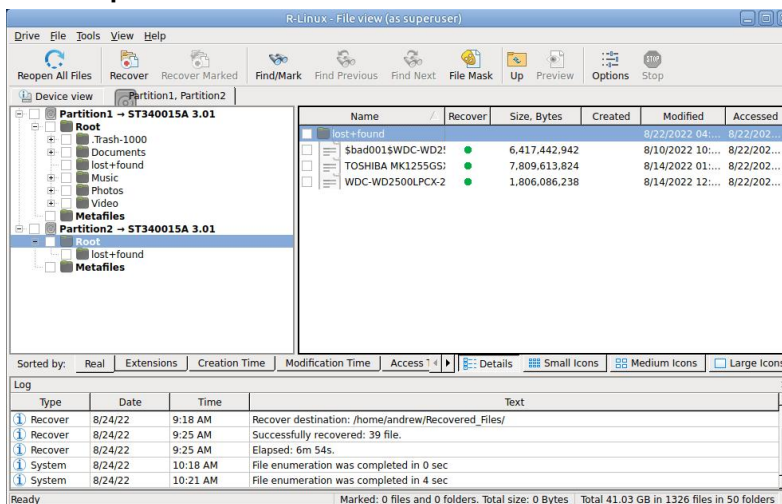 R-Linux - File view (as superuser)
Drive File Tools View Help
Reopen All Files Recover Recover Marked Find/Mark Find Previous Find Next File Mask Up Preview Options Stop
Device view Partition1, Partition2
Partition1 → ST340015A 3.01
Root
.Trash-1000
Documents
lost+found
Music
Photos
Video
Metafiles
Partition2 → ST340015A 3.01
Root
lost+found
Metafiles
Name Recover Size, Bytes Created Modified Accessed
lost+found 8/22/2022 04:... 8/22/202...
$bad001$WDC-WD2 6,417,442,942 8/10/2022 10:... 8/22/202...
TOSHIBA MK1255GS 7,809,613,824 8/14/2022 01:... 8/22/202...
WDC-WD2500LPCX-2 1,806,086,238 8/14/2022 12:... 8/22/202...
Sorted by: Real Extensions Creation Time Modification Time Access Details Small Icons Medium Icons Large Icons
Log
Type Date Time Text
Recover 8/24/22 9:18 AM Recover destination: /home/andrew/Recovered_Files/
Recover 8/24/22 9:25 AM Successfully recovered: 39 file.
Recover 8/24/22 9:25 AM Elapsed: 6m 54s.
System 8/24/22 10:18 AM File enumeration was completed in 0 sec
System 8/24/22 10:21 AM File enumeration was completed in 4 sec
Ready Marked: 0 files and 0 folders. Total size: 0 Bytes Total 41.03 GB in 1326 files in 50 folders